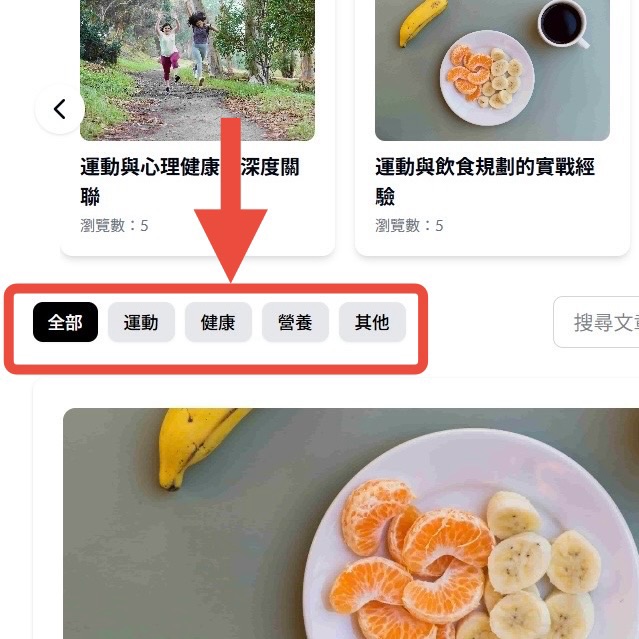 運動與心理健康 深度關
聯
瀏覽數：5
運動與飲食規劃的實戰經
驗
瀏覽數：5
全部
運動
健康
營養
其他
搜尋文